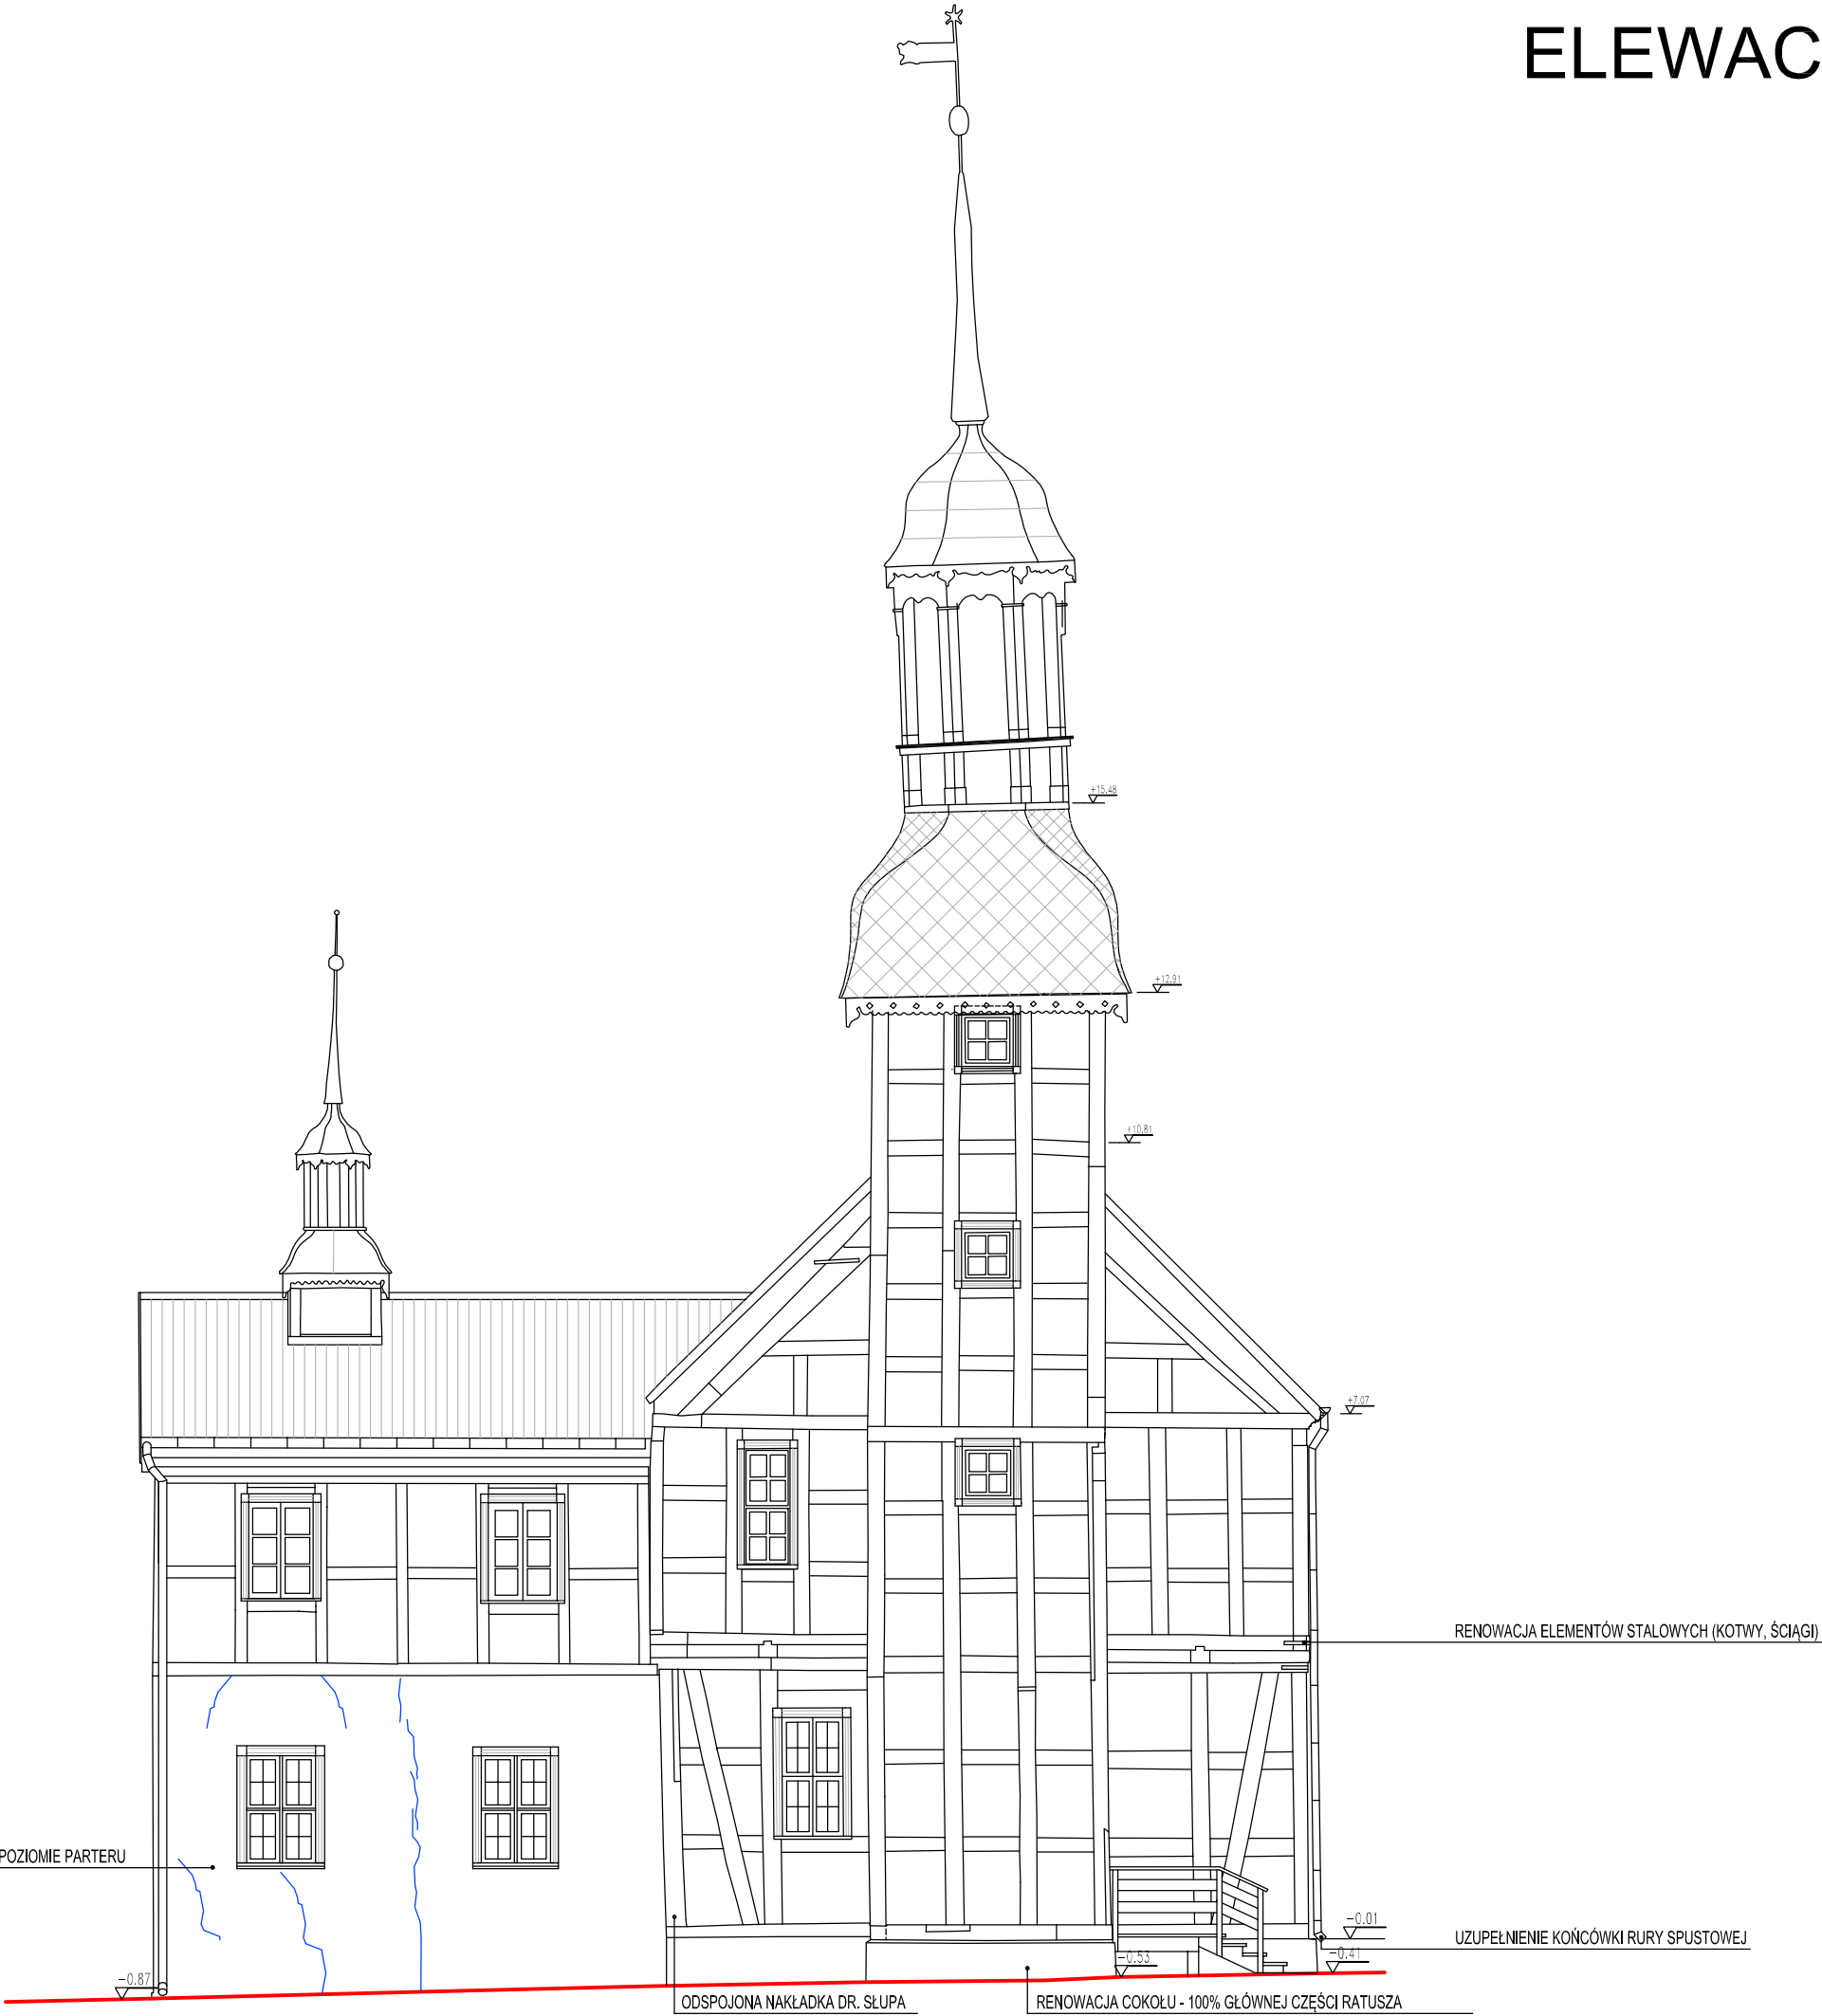 ELEWAC
+15.48
+12.91
+10.81
+7.07
RENOWACJA ELEMENTÓW STALOWYCH (KOTWY, ŚCIĄGI)
POZIOMIE PARTERU
-0.01
UZUPEŁNIENIE KOŃCÓWKI RURY SPUSTOWEJ
-0.41
-0.53
-0.87
ODSPOJONA NAKŁADKA DR. SŁUPA
RENOWACJA COKOŁU - 100% GŁÓWNEJ CZĘŚCI RATUSZA